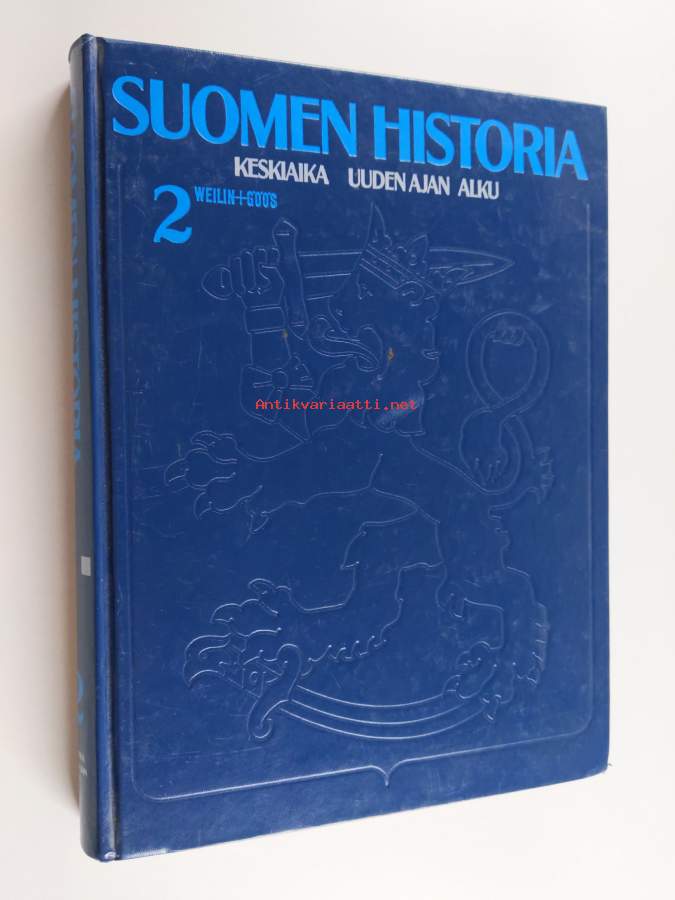 SUOMEN HISTORIA
KESKIAIKA UUDEN AJAN ALKU
2 WEILIN+GÖÖS
Antikvariaatti.net